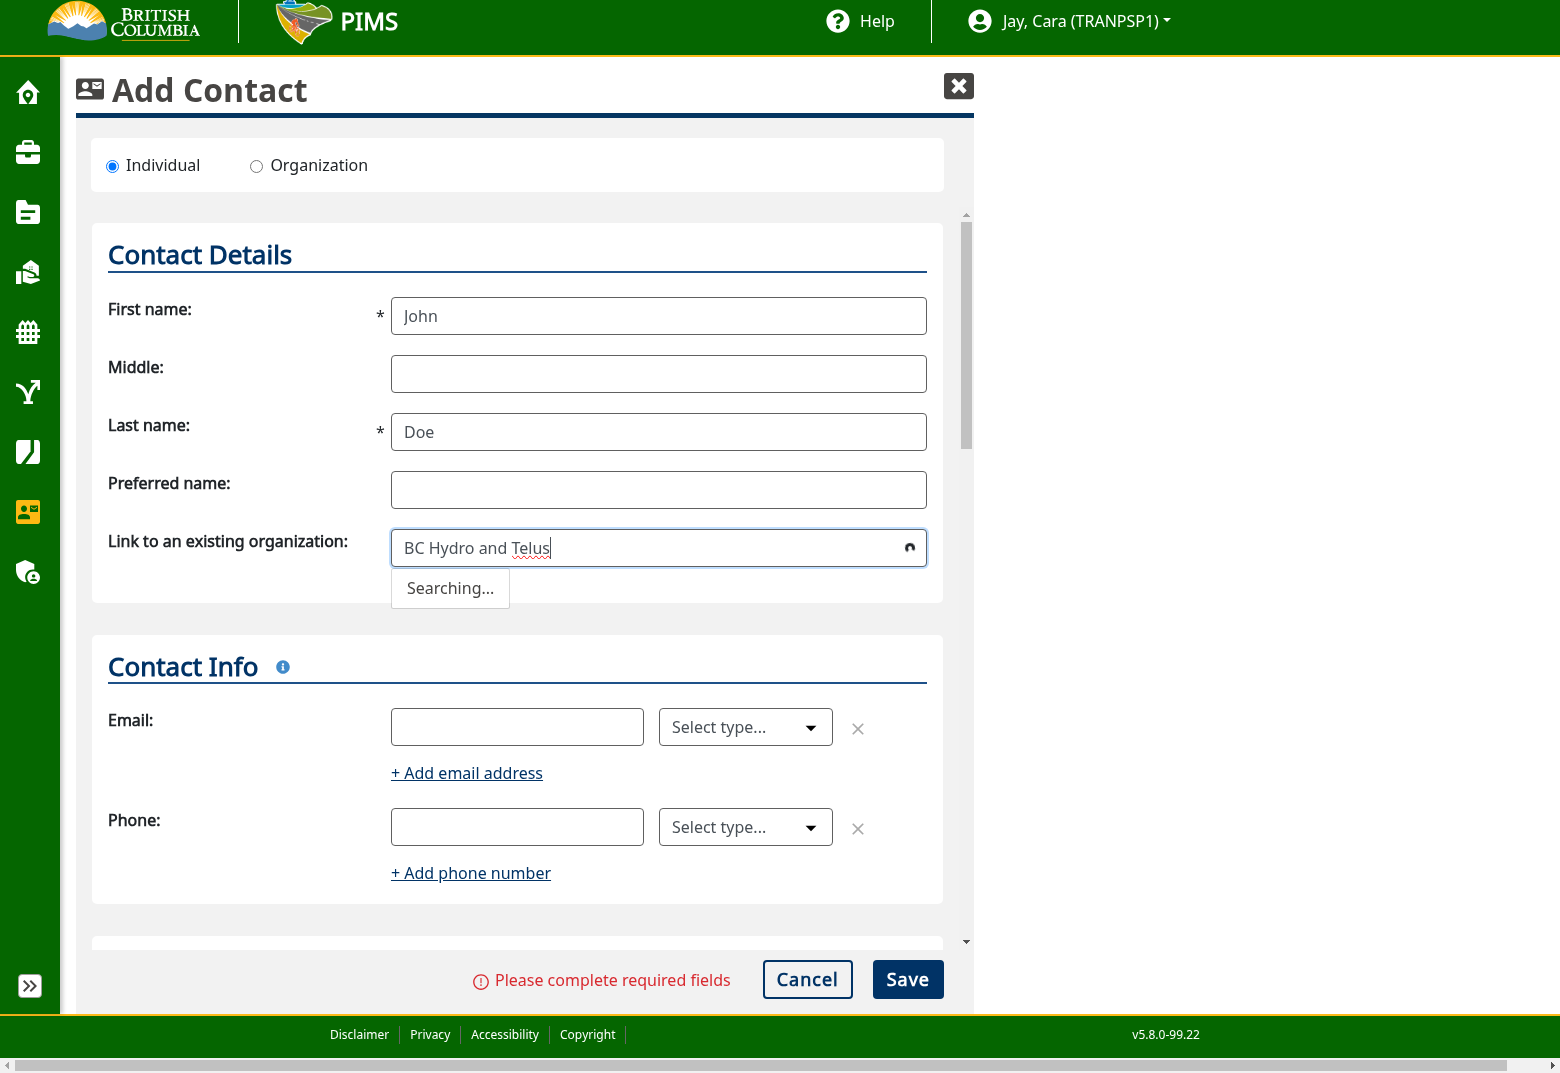 BRITISH
COLUMBIA
PIMS
Help
Jay, Cara (TRANPSP1)
Add Contact
Individual
Organization
Contact Details
First name:
* John
Middle:
Last name:
* Doe
Preferred name:
Link to an existing organization:
BC Hydro and Telus
Searching...
Contact Info
Email:
Select type...
+ Add email address
Phone:
Select type...
+ Add phone number
Please complete required fields
Cancel
Save
Disclaimer
Privacy
Accessibility
Copyright
v5.8.0-99.22